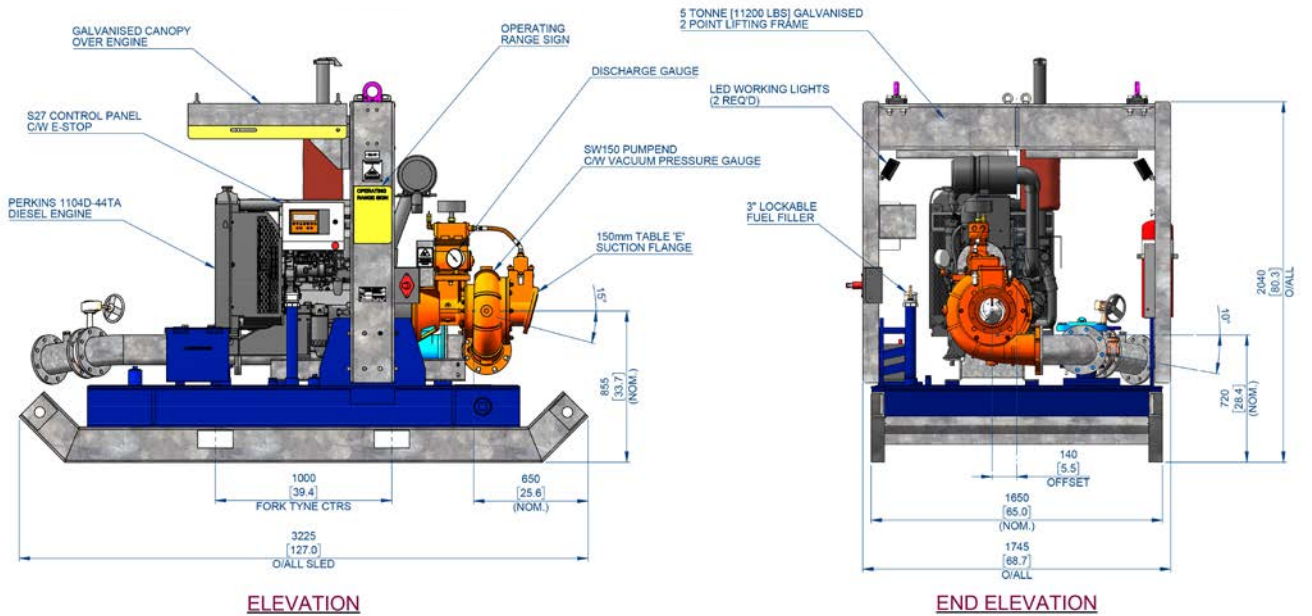 GALVANISED CANOPY
OVER ENGINE
OPERATING
RANGE SIGN
DISCHARGE GAUGE
S27 CONTROL PANEL
C/W E-STOP
SW150 PUMPEND
C/W VACUUM PRESSURE GAUGE
PERKINS 1104D-44TA
DIESEL ENGINE
150mm TABLE 'E'
SUCTION FLANGE
OPERATING
RANGE SIGN
15°
855
[33.7]
(NOM.)
1000
[39.4]
FORK TYNE CTRS
650
[25.6]
(NOM.)
3225
[127.0]
O/ALL SLED
ELEVATION
5 TONNE [11200 LBS] GALVANISED
2 POINT LIFTING FRAME
LED WORKING LIGHTS
(2 REQ'D)
3" LOCKABLE
FUEL FILLER
2040
[80.3]
O/ALL
10°
720
[28.4]
(NOM.)
140
[5.5]
OFFSET
1650
[65.0]
(NOM.)
1745
[68.7]
O/ALL
END ELEVATION